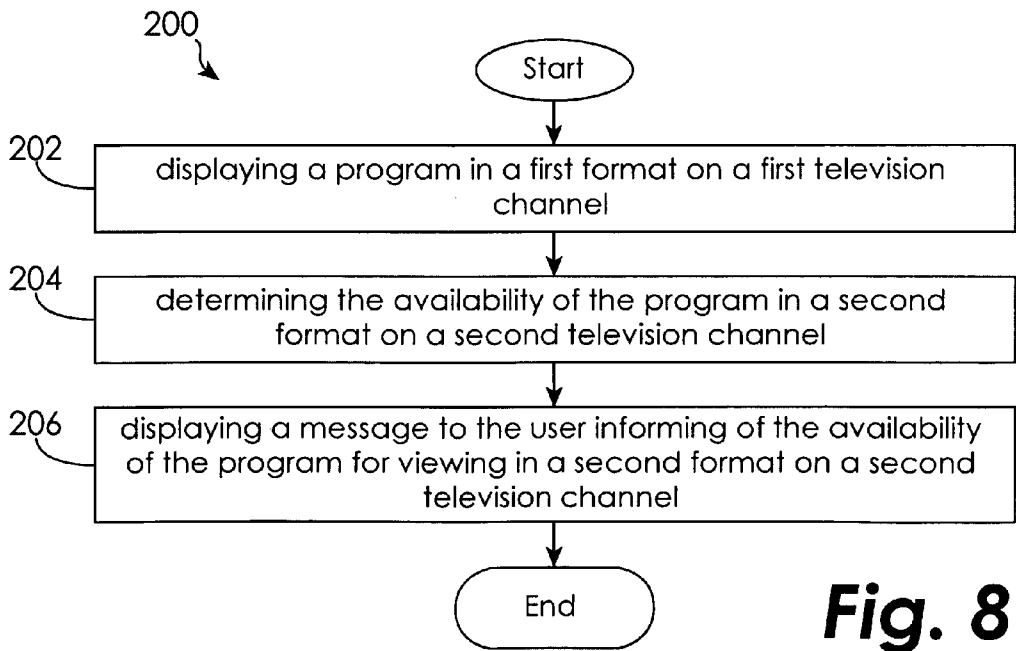 200
Start
202
displaying a program in a first format on a first television
channel
204
determining the availability of the program in a second
format on a second television channel
206
displaying a message to the user informing of the availability
of the program for viewing in a second format on a second
television channel
End
Fig. 8